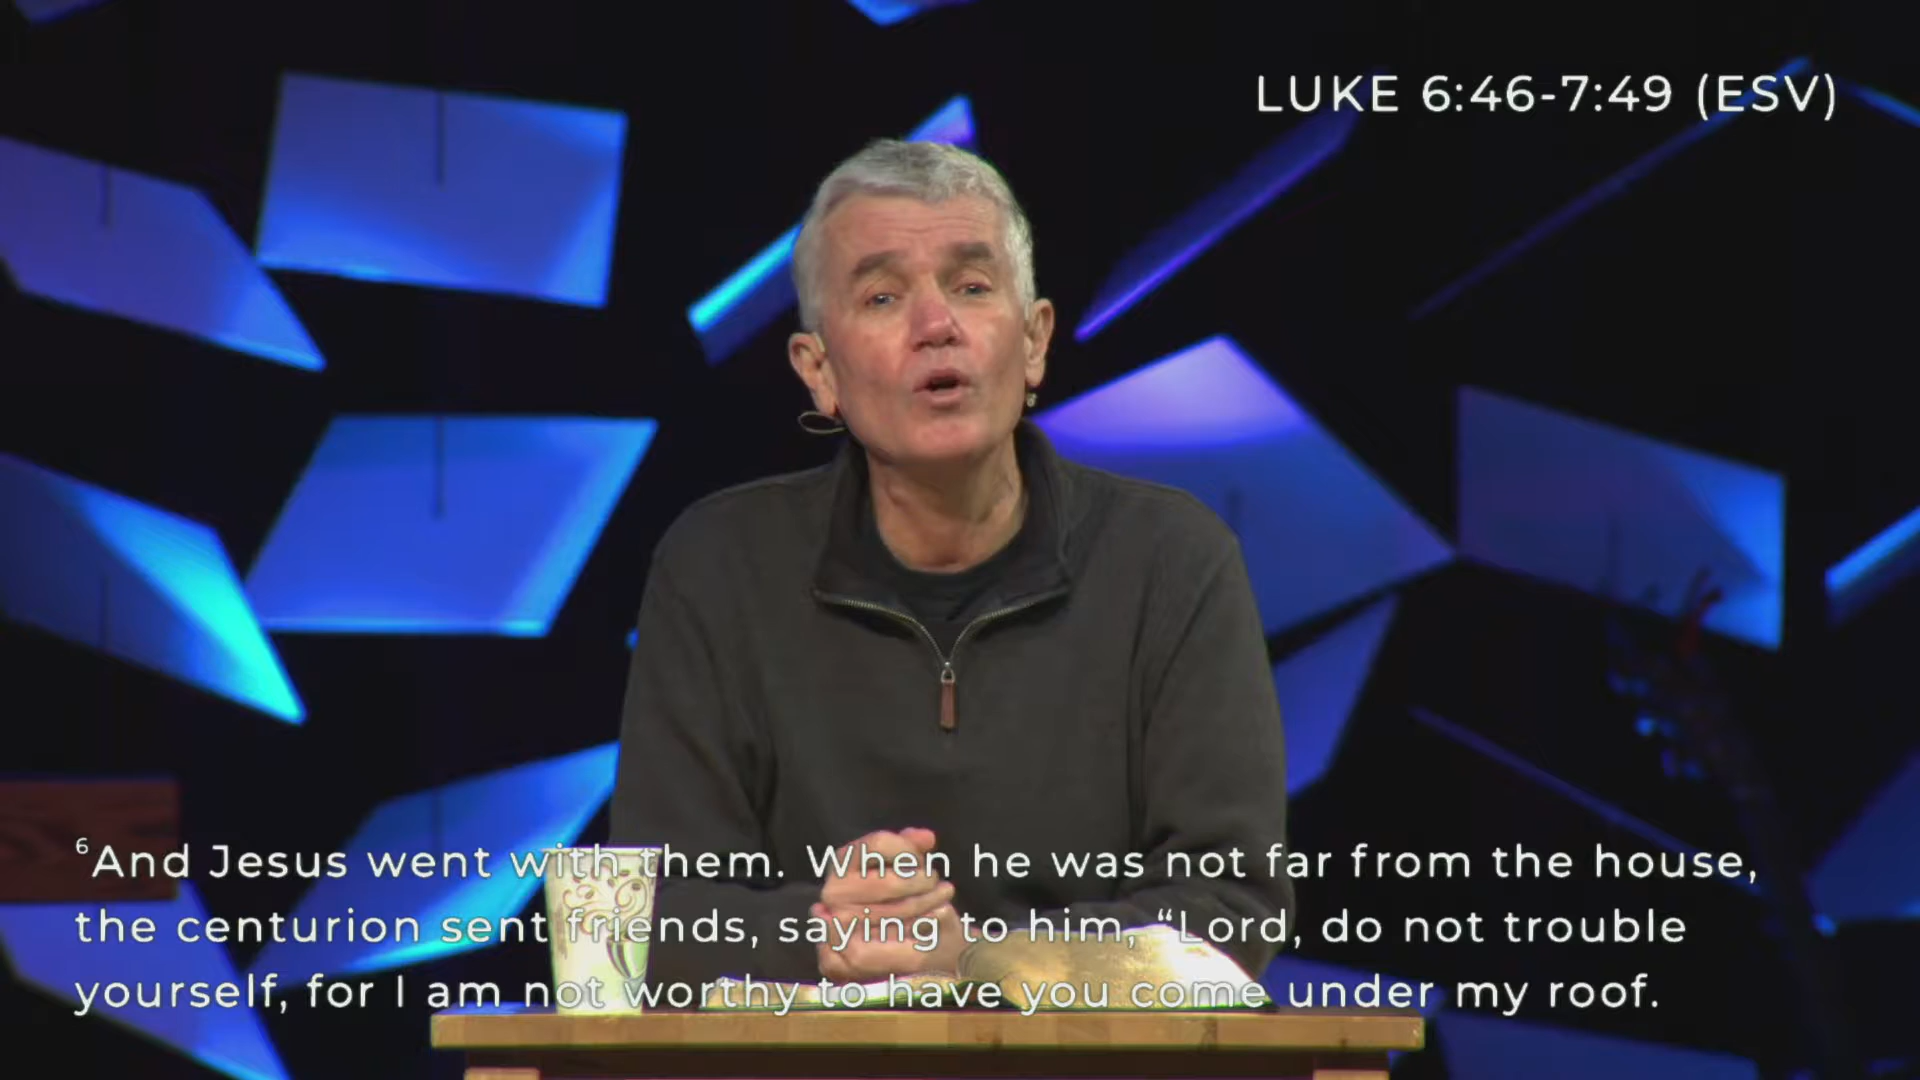 LUKE 6:46-7:49 (ESV)
⁶And Jesus went with them. When he was not far from the house,
the centurion sent friends, saying to him, “Lord, do not trouble
yourself, for I am not worthy to have you come under my roof.